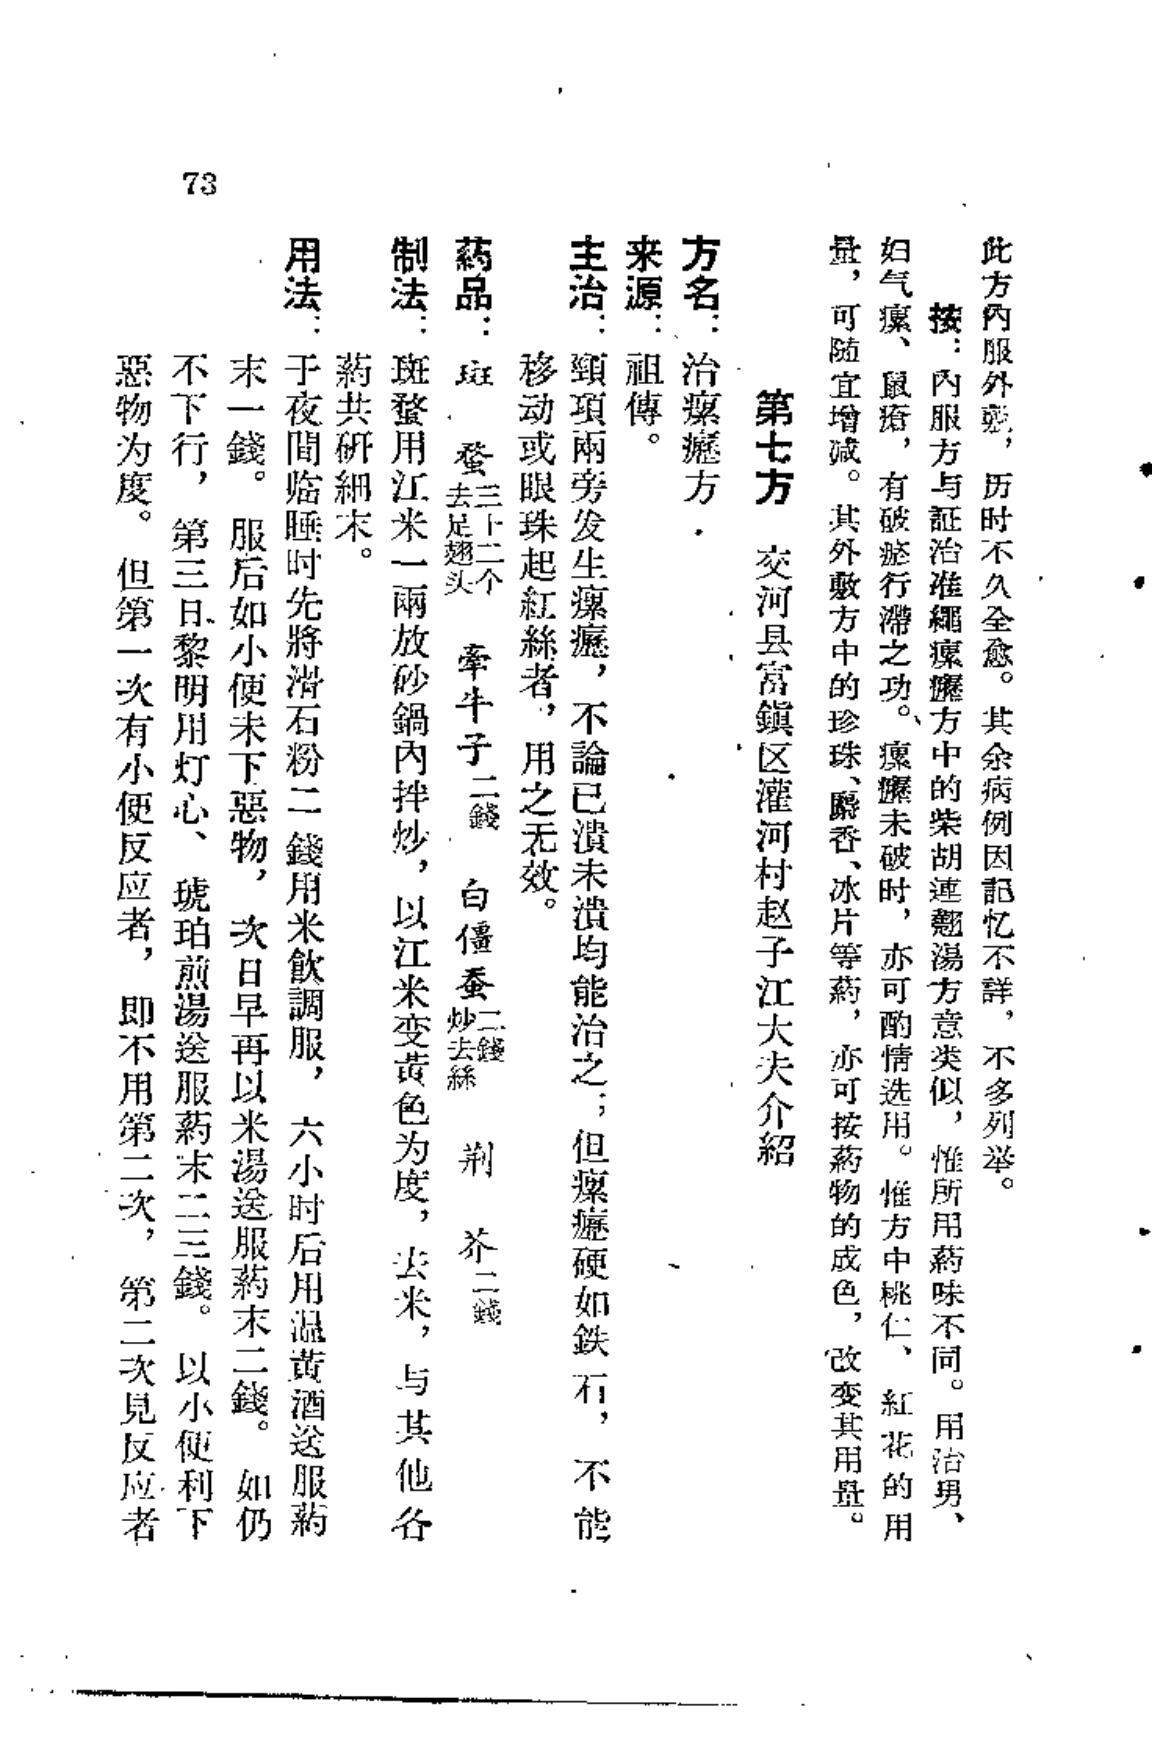 此方內服外敷，历时不久全愈。其余病例因記忆不詳，不多列举。
按：內服方与証治准繩瘰癧方中的柴胡連翹湯方意类似，惟所用葯味不同。用治男、
妇气瘰、鼠瘡，有破瘀行滯之功。瘰癧未破时，亦可酌情选用。惟方中桃仁、紅花的用
量，可随宜增减。其外敷方中的珍珠、麝香、冰片等葯，亦可按葯物的成色，改变其用量。
第七方　交河县富鎭区灌河村赵子江大夫介紹
方名：治瘰癧方
来源：祖傳。
主治：頸項兩旁发生瘰癧，不論已潰未潰均能治之；但瘰癧硬如鉄石，不能
移动或眼珠起紅絲者，用之无效。
葯品：斑蝥三十二个去足翅头　牽牛子二錢　白僵蚕二錢炒去絲　荆芥二錢
制法：斑蝥用江米一兩放砂鍋內拌炒，以江米变黄色为度，去米，与其他各
葯共研細末。
用法：于夜間临睡时先將滑石粉二錢用米飲調服，六小时后用温黄酒送服葯
末一錢。服后如小便未下惡物，次日早再以米湯送服葯末二錢。如仍
不下行，第三日黎明用灯心、琥珀煎湯送服葯末二三錢。以小便利下
惡物为度。但第一次有小便反应者，即不用第二次，第二次見反应者
73